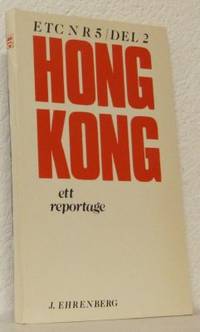 ETC NR 5/DEL 2
HONG
KONG
ett
reportage
J. EHRENBERG